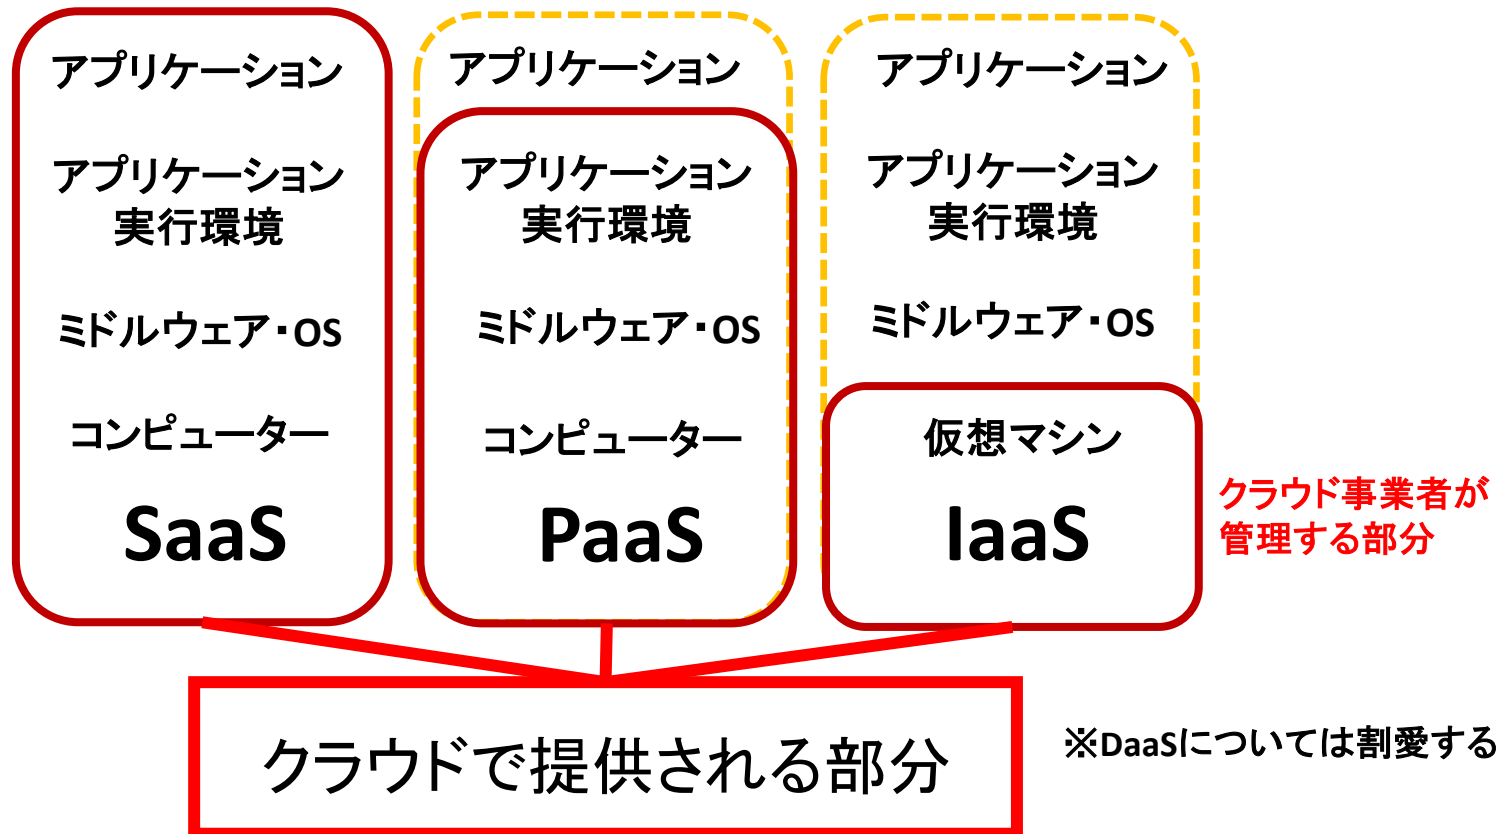 アプリケーション
アプリケーション
実行環境
ミドルウェア・OS
コンピューター
SaaS
アプリケーション
アプリケーション
実行環境
ミドルウェア・OS
コンピューター
PaaS
アプリケーション
アプリケーション
実行環境
ミドルウェア・OS
仮想マシン
IaaS
クラウド事業者が
管理する部分
クラウドで提供される部分
※DaaSについては割愛する